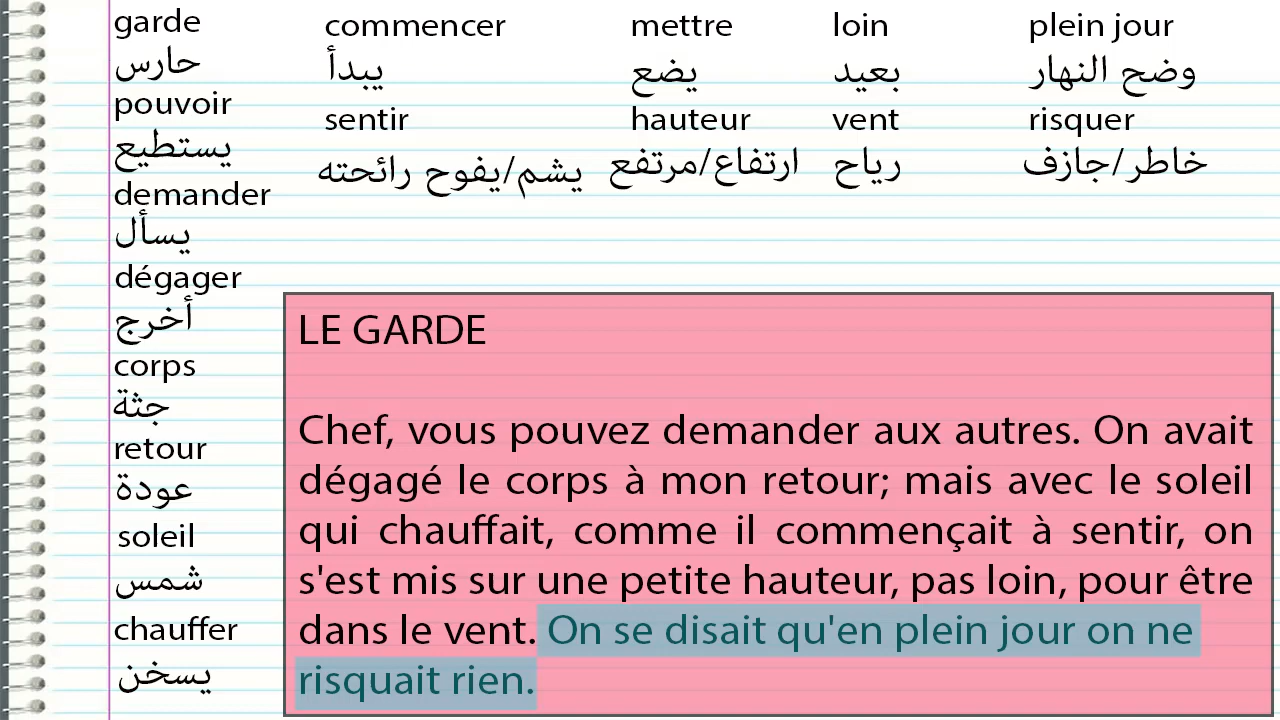 garde
حارس
pouvoir
يستطيع
demander
يسأل
dégager
أخرج
corps
جثة
retour
عودة
soleil
شمس
chauffer
يسخن
commencer
يبدأ
sentir
يشم/يفوح رائحته
mettre
يضع
hauteur
ارتفاع/مرتفع
loin
بعيد
vent
رياح
plein jour
وضح النهار
risquer
خاطر/جازف
LE GARDE
Chef, vous pouvez demander aux autres. On avait
dégagé le corps à mon retour; mais avec le soleil
qui chauffait, comme il commençait à sentir, on
s'est mis sur une petite hauteur, pas loin, pour être
dans le vent. On se disait qu'en plein jour on ne
risquait rien.